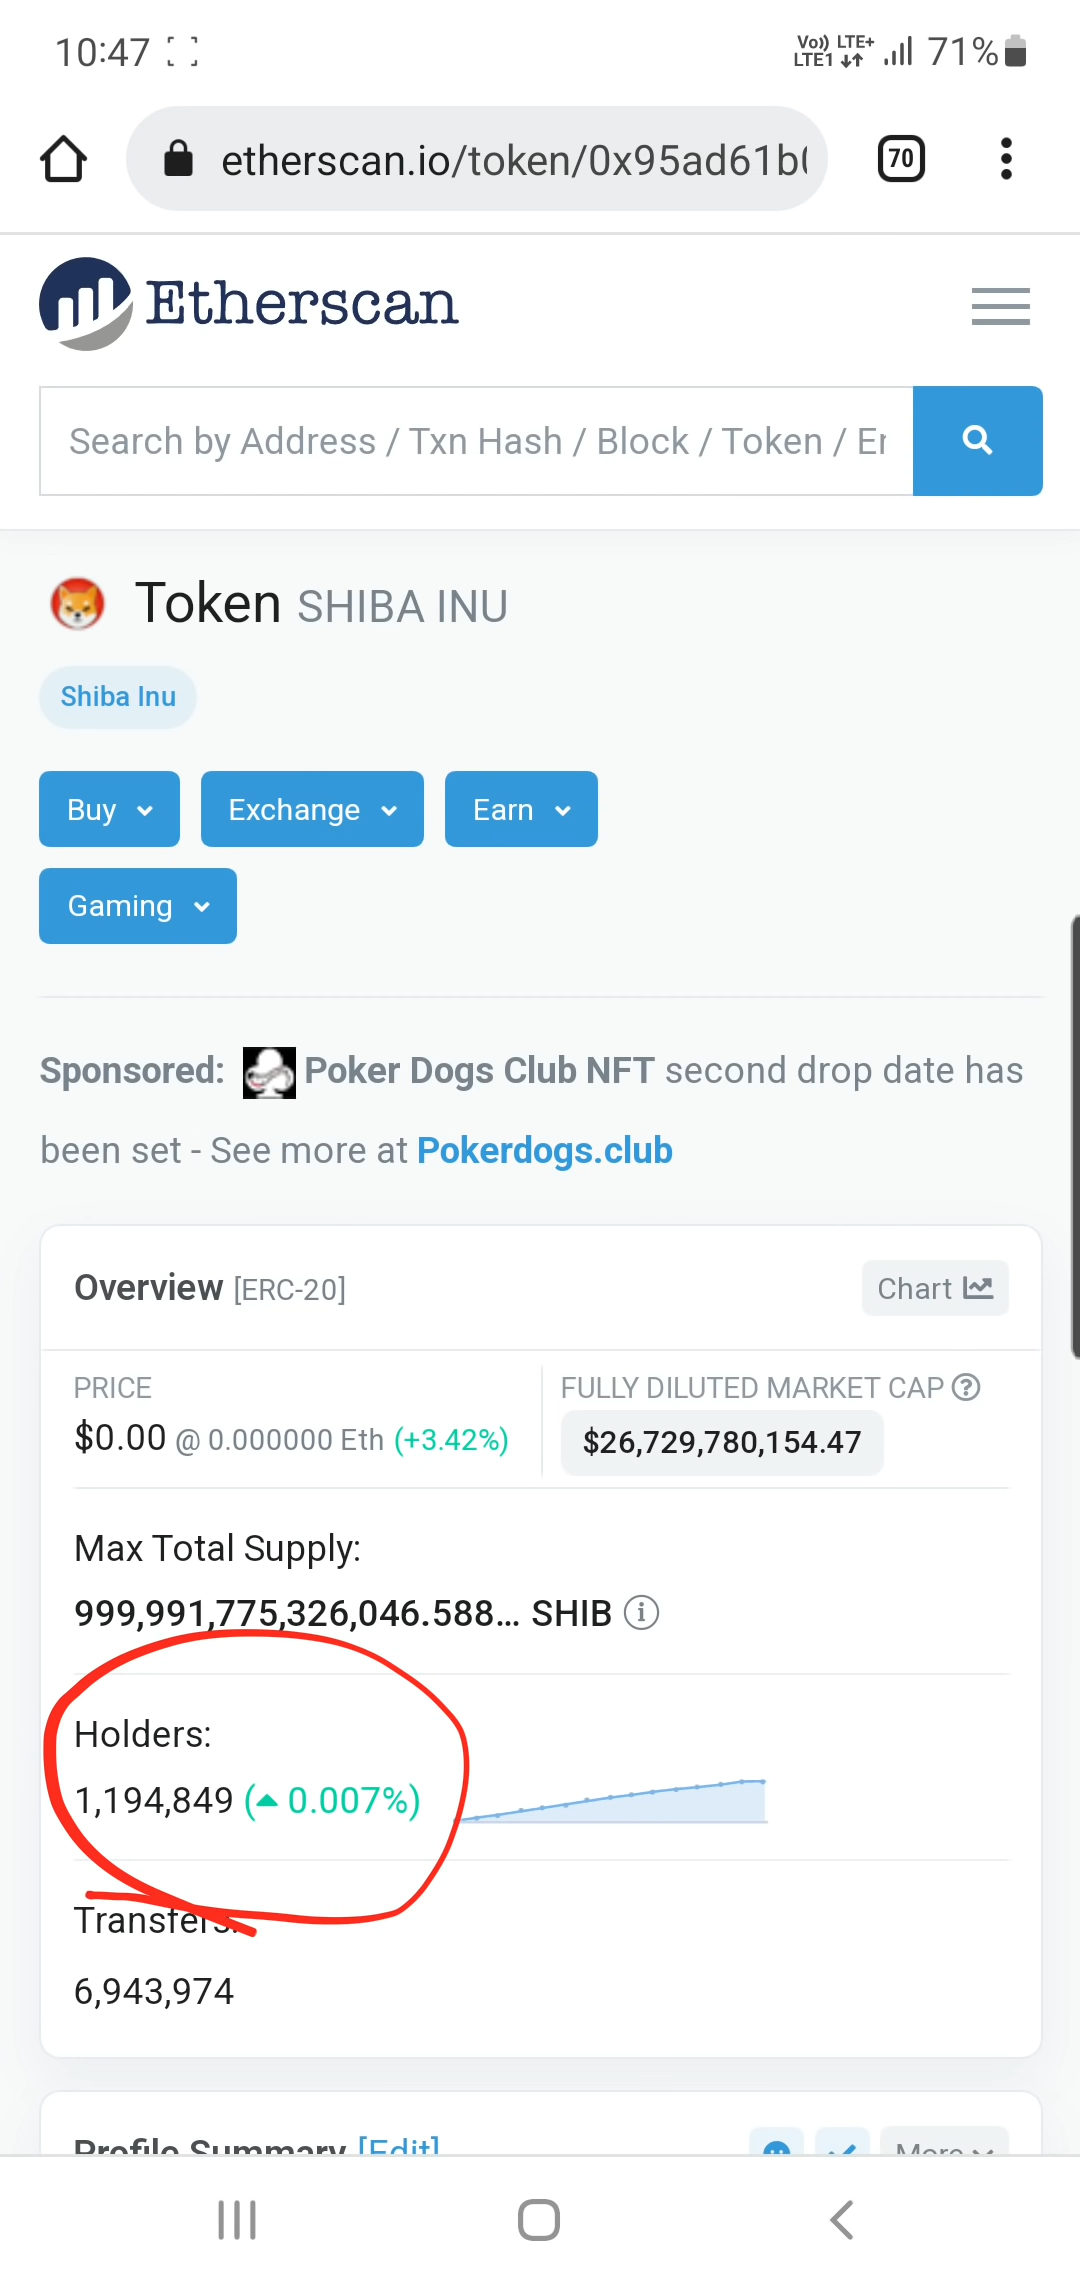 10:47 Vo)) LTE1 LTE+ 71%
etherscan.io/token/0x95ad61b 70
Etherscan
Search by Address / Txn Hash / Block / Token / Er
Token SHIBA INU
Shiba Inu
Buy Exchange Earn
Gaming
Sponsored: Poker Dogs Club NFT second drop date has
been set - See more at Pokerdogs.club
Overview [ERC-20] Chart
PRICE FULLY DILUTED MARKET CAP
$0.00 @ 0.000000 Eth (+3.42%) $26,729,780,154.47
Max Total Supply:
999,991,775,326,046.588... SHIB
Holders:
1,194,849 (▲ 0.007%)
Transfers:
6,943,974
Profile Summary [Edit] More